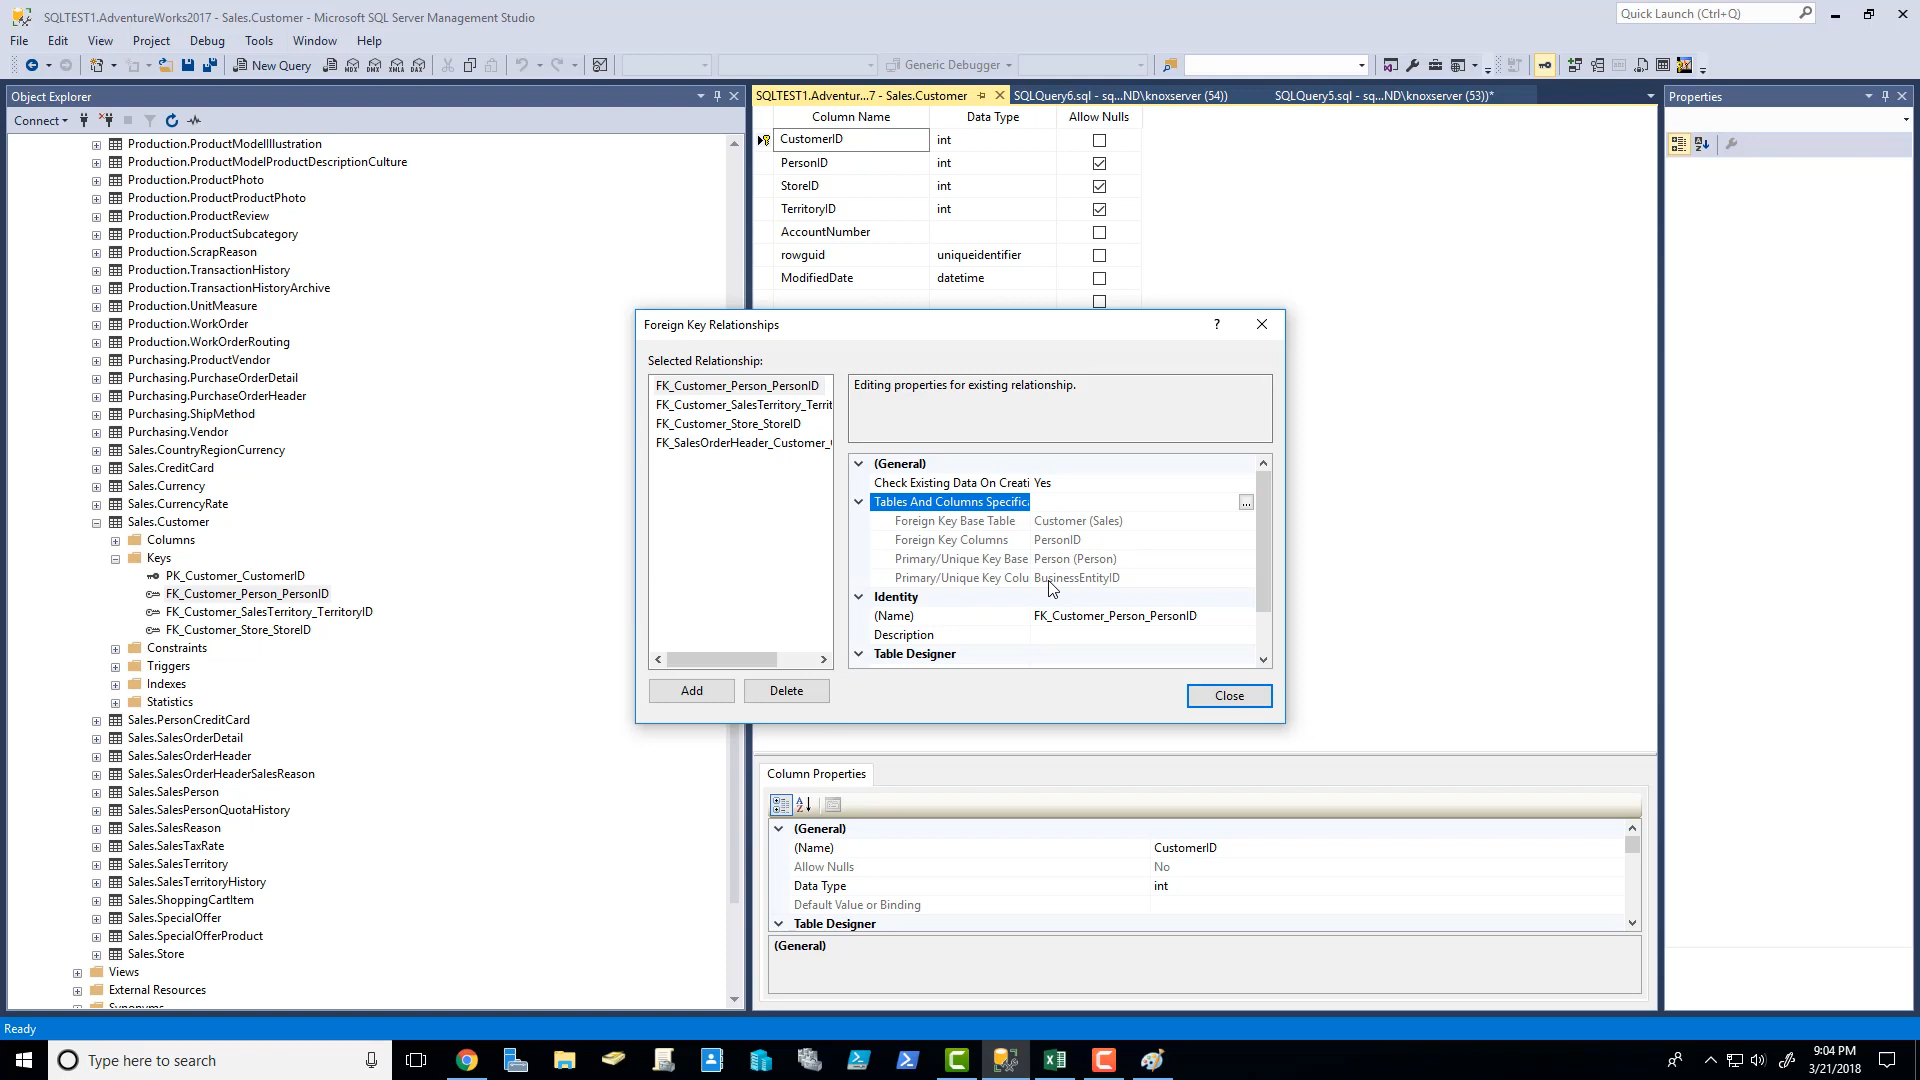 SQLTEST1.AdventureWorks2017 - Sales.Customer - Microsoft SQL Server Management Studio
Quick Launch (Ctrl+Q)
File Edit View Project Debug Tools Window Help
New Query
MDX DMX XMLA DAX
Generic Debugger
Object Explorer
Connect
Production.ProductModelIllustration
Production.ProductModelProductDescriptionCulture
Production.ProductPhoto
Production.ProductProductPhoto
Production.ProductReview
Production.ProductSubcategory
Production.ScrapReason
Production.TransactionHistory
Production.TransactionHistoryArchive
Production.UnitMeasure
Production.WorkOrder
Production.WorkOrderRouting
Purchasing.ProductVendor
Purchasing.PurchaseOrderDetail
Purchasing.PurchaseOrderHeader
Purchasing.ShipMethod
Purchasing.Vendor
Sales.CountryRegionCurrency
Sales.CreditCard
Sales.Currency
Sales.CurrencyRate
Sales.Customer
Columns
Keys
PK_Customer_CustomerID
FK_Customer_Person_PersonID
FK_Customer_SalesTerritory_TerritoryID
FK_Customer_Store_StoreID
Constraints
Triggers
Indexes
Statistics
Sales.PersonCreditCard
Sales.SalesOrderDetail
Sales.SalesOrderHeader
Sales.SalesOrderHeaderSalesReason
Sales.SalesPerson
Sales.SalesPersonQuotaHistory
Sales.SalesReason
Sales.SalesTaxRate
Sales.SalesTerritory
Sales.SalesTerritoryHistory
Sales.ShoppingCartItem
Sales.SpecialOffer
Sales.SpecialOfferProduct
Sales.Store
Views
External Resources
Synonyms
SQLTEST1.Adventur...7 - Sales.Customer
SQLQuery6.sql - sq...ND\knoxserver (54))
SQLQuery5.sql - sq...ND\knoxserver (53))*
Column Name Data Type Allow Nulls
CustomerID int
PersonID int
StoreID int
TerritoryID int
AccountNumber
rowguid uniqueidentifier
ModifiedDate datetime
Foreign Key Relationships
?
Selected Relationship:
FK_Customer_Person_PersonID
FK_Customer_SalesTerritory_Territ
FK_Customer_Store_StoreID
FK_SalesOrderHeader_Customer_
Editing properties for existing relationship.
(General)
Check Existing Data On Creati Yes
Tables And Columns Specifica ...
Foreign Key Base Table Customer (Sales)
Foreign Key Columns PersonID
Primary/Unique Key Base Person (Person)
Primary/Unique Key Colu BusinessEntityID
Identity
(Name) FK_Customer_Person_PersonID
Description
Table Designer
Add Delete Close
Column Properties
(General)
(Name) CustomerID
Allow Nulls No
Data Type int
Default Value or Binding
Table Designer
(General)
Properties
Ready
Type here to search
9:04 PM
3/21/2018